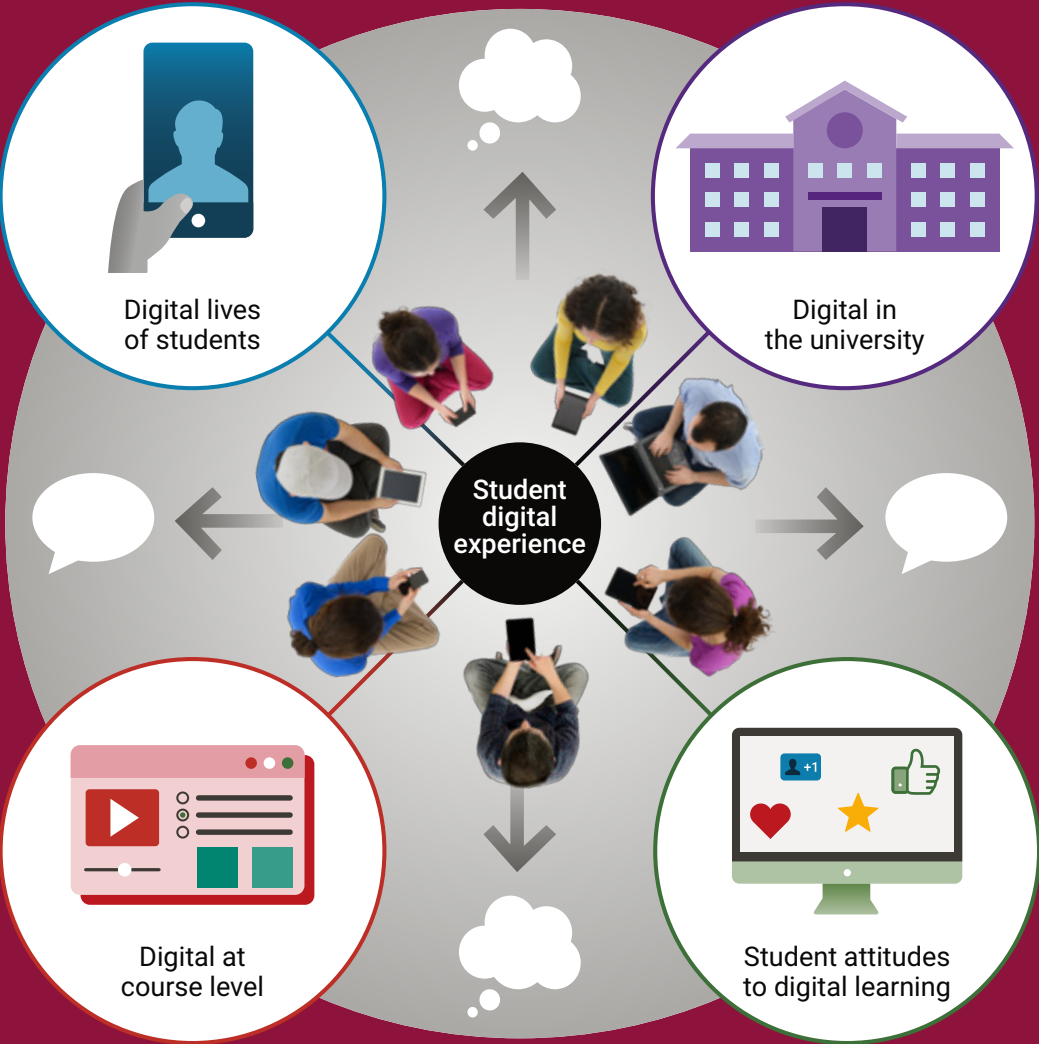 Digital lives
of students
Digital in
the university
Student
digital
experience
+1
Digital at
course level
Student attitudes
to digital learning